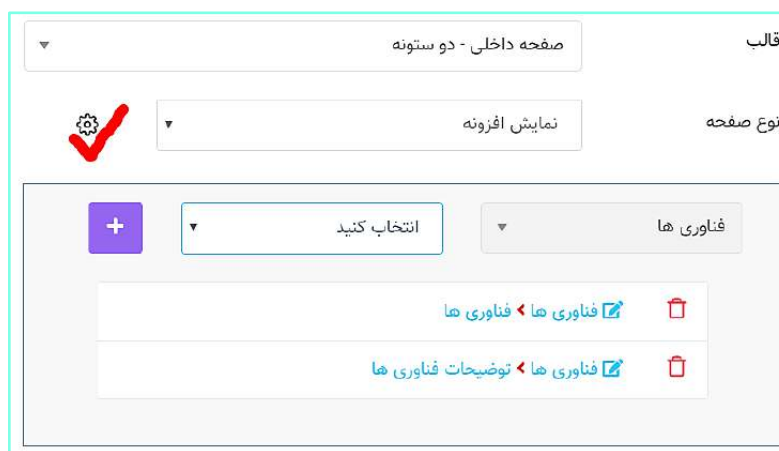 قالب
صفحه داخلی - دو ستونه
نوع صفحه
نمایش افزونه
فناوری ها
انتخاب کنید
+
فناوری ها > فناوری ها
فناوری ها > توضیحات فناوری ها